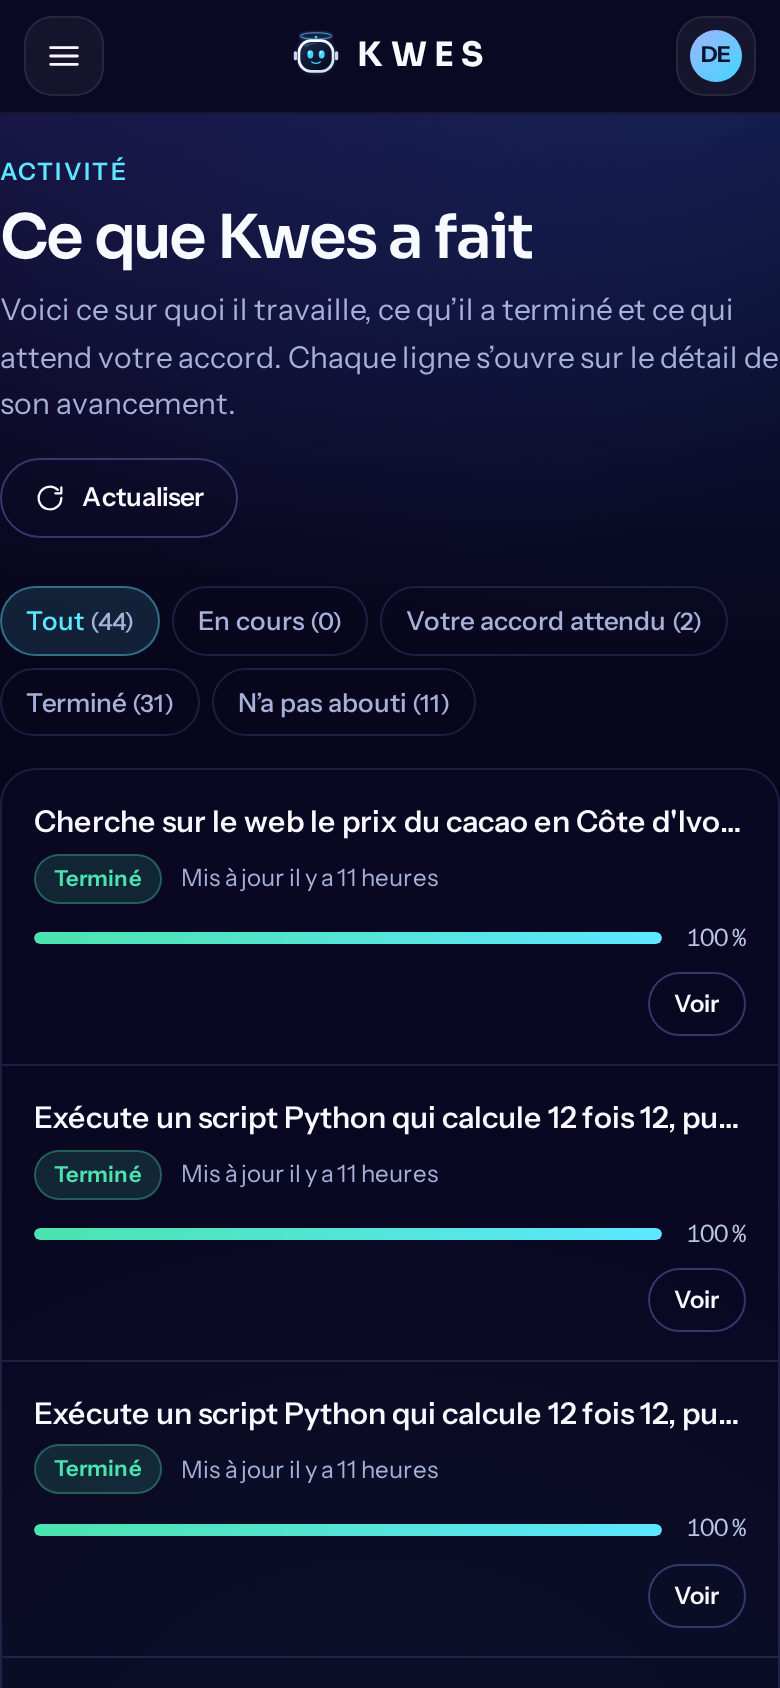 KWES
DE
ACTIVITÉ
Ce que Kwes a fait
Voici ce sur quoi il travaille, ce qu’il a terminé et ce qui
attend votre accord. Chaque ligne s’ouvre sur le détail de
son avancement.
Actualiser
Tout (44)
En cours (0)
Votre accord attendu (2)
Terminé (31)
N’a pas abouti (11)
Cherche sur le web le prix du cacao en Côte d'Ivo...
Terminé
Mis à jour il y a 11 heures
100 %
Voir
Exécute un script Python qui calcule 12 fois 12, pu...
Terminé
Mis à jour il y a 11 heures
100 %
Voir
Exécute un script Python qui calcule 12 fois 12, pu...
Terminé
Mis à jour il y a 11 heures
100 %
Voir